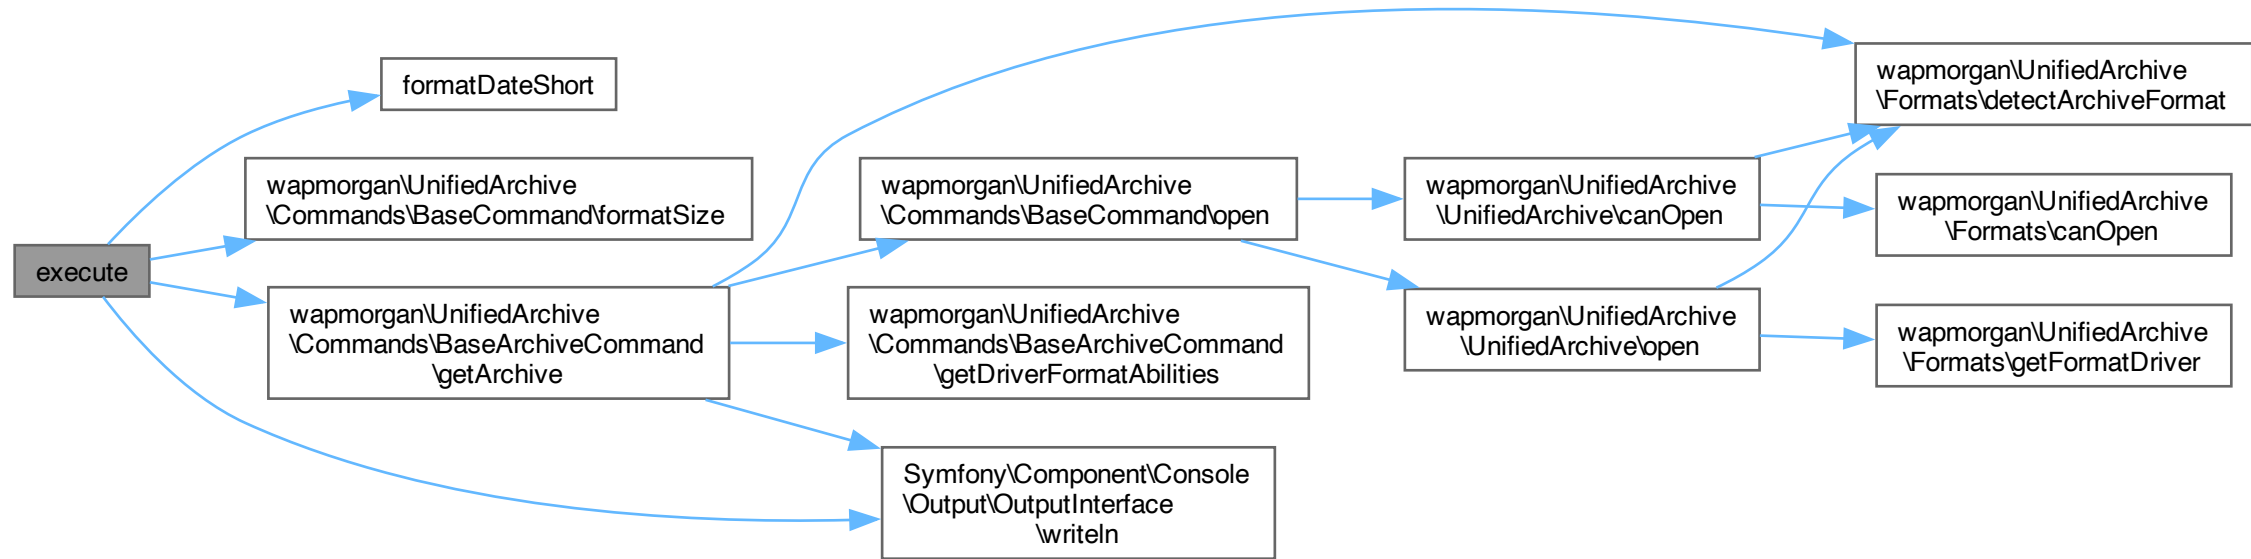 execute
formatDateShort
wapmorgan\UnifiedArchive
\Commands\BaseCommand\formatSize
wapmorgan\UnifiedArchive
\Commands\BaseArchiveCommand
\getArchive
wapmorgan\UnifiedArchive
\Commands\BaseCommand\open
wapmorgan\UnifiedArchive
\Commands\BaseArchiveCommand
\getDriverFormatAbilities
Symfony\Component\Console
\Output\OutputInterface
\writeln
wapmorgan\UnifiedArchive
\UnifiedArchive\canOpen
wapmorgan\UnifiedArchive
\UnifiedArchive\open
wapmorgan\UnifiedArchive
\Formats\detectArchiveFormat
wapmorgan\UnifiedArchive
\Formats\canOpen
wapmorgan\UnifiedArchive
\Formats\getFormatDriver